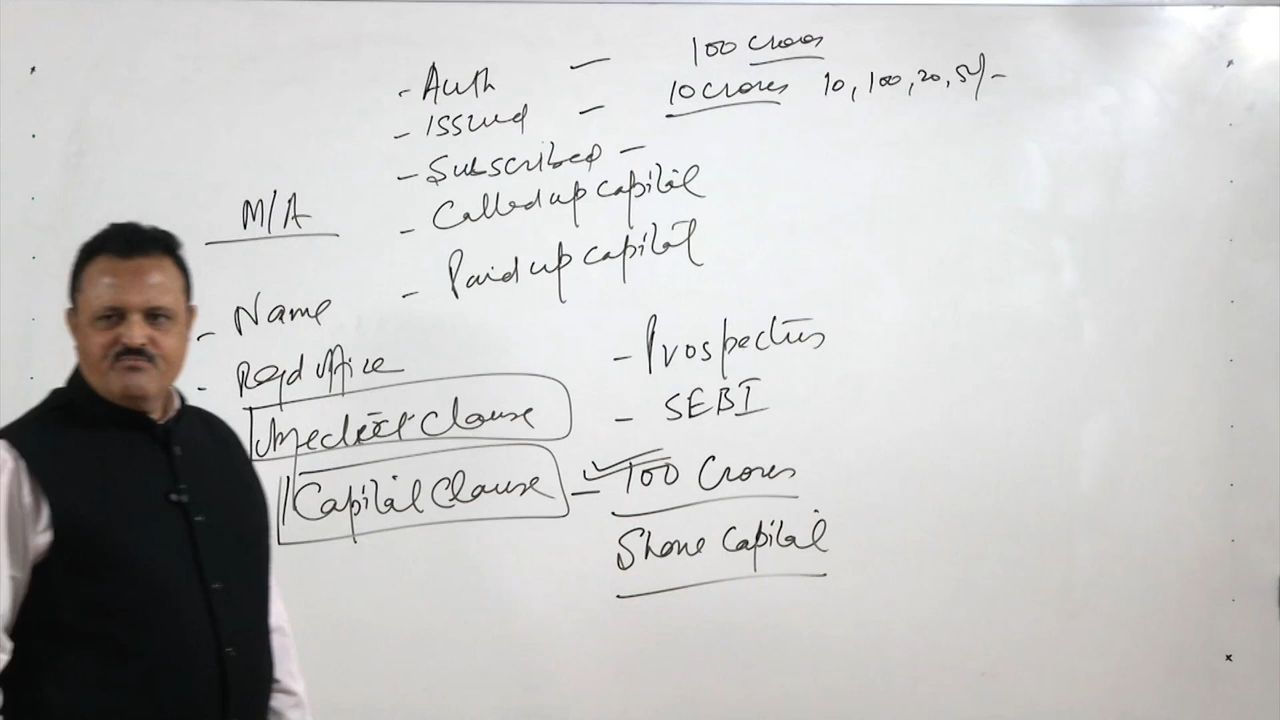 - Auth - 100 Crores
- Issued - 10 Crores 10, 100, 20, 5/-
- Subscribed -
- Called up capital
- Paid up capital
M/A
- Name
- Regd office
Object Clause
Capital Clause - 100 Crores
Share Capital
- Prospectus
- SEBI